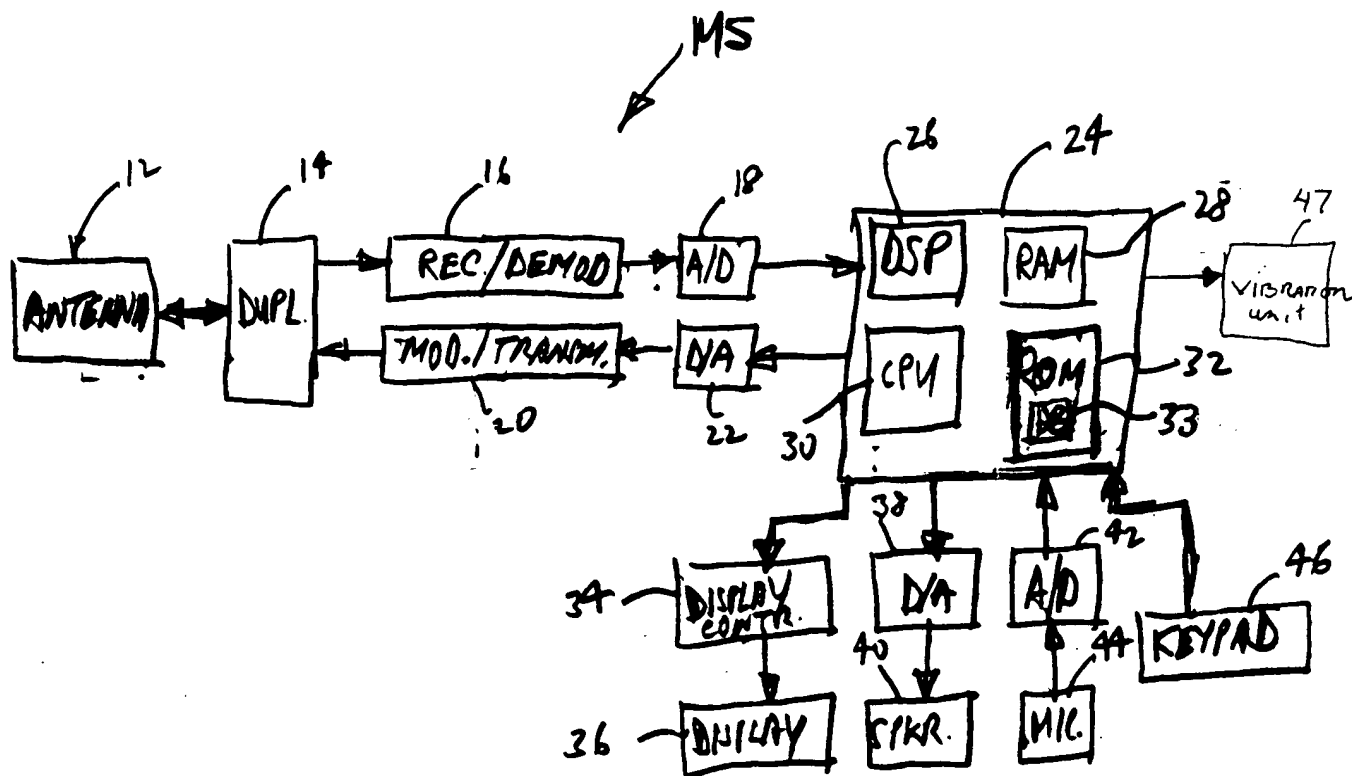 MS
12
14
16
18
26
24
28
47
ANTENNA
DUPL.
REC./DEMOD
A/D
DSP
RAM
VIBRATION
unit
MOD./TRANSM.
D/A
CPU
ROM
32
33
20
22
30
38
42
34
DISPLAY
CONTR.
D/A
A/D
46
KEYPAD
40
44
36
DISPLAY
SPKR.
MIC.